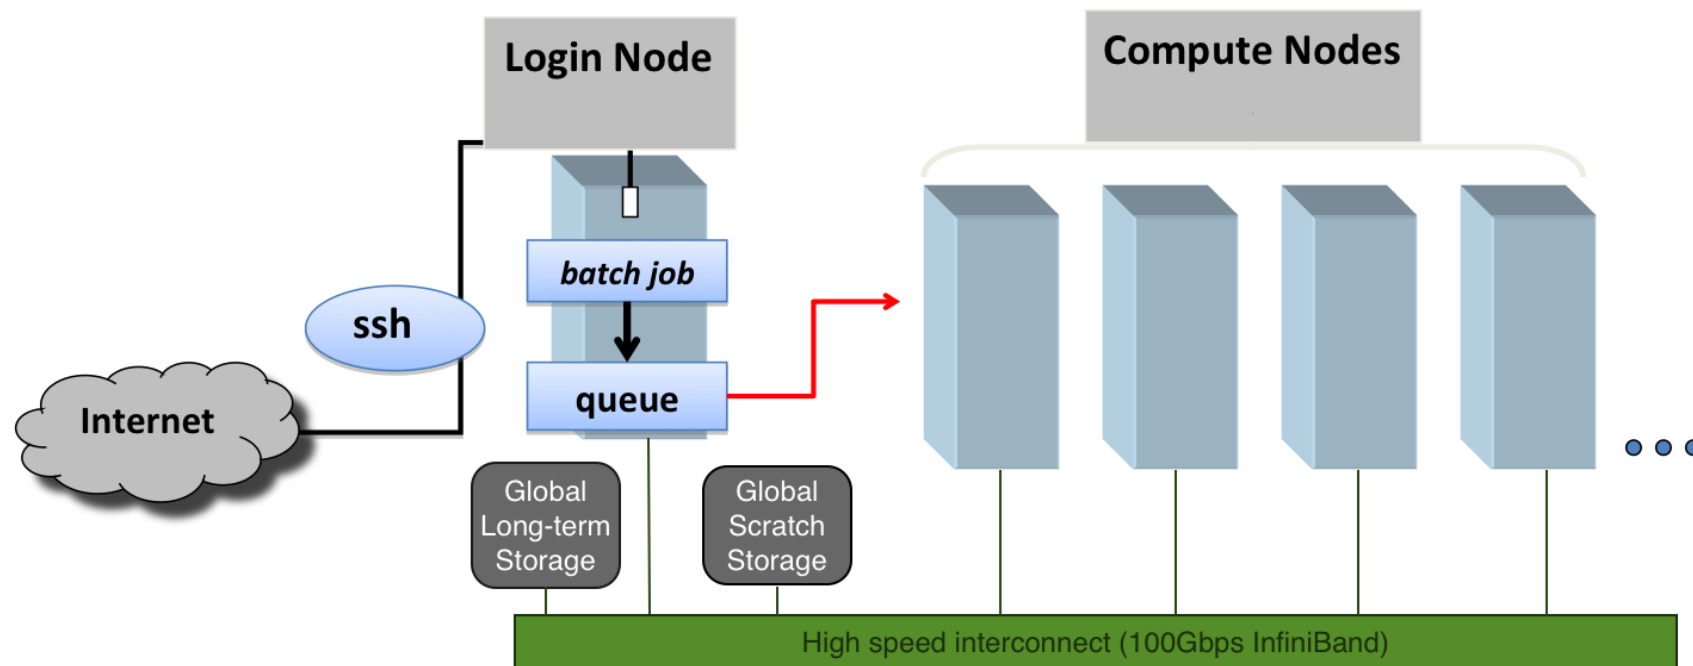 Login Node
Compute Nodes
batch job
ssh
queue
Internet
Global
Long-term
Storage
Global
Scratch
Storage
High speed interconnect (100Gbps InfiniBand)